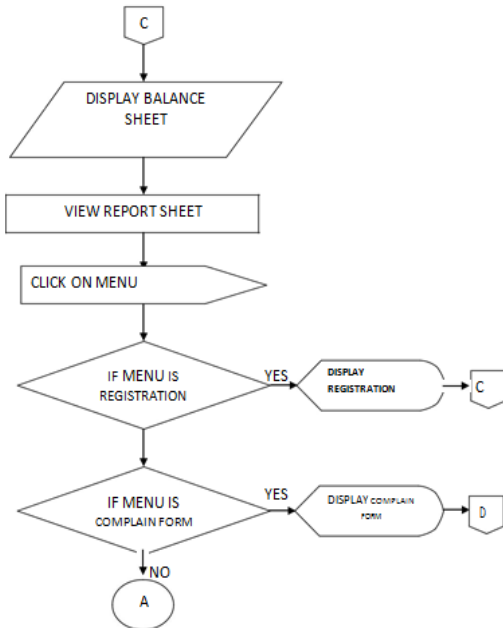 C
DISPLAY BALANCE
SHEET
VIEW REPORT SHEET
CLICK ON MENU
IF MENU IS
REGISTRATION
YES
DISPLAY
REGISTRATION
C
IF MENU IS
COMPLAIN FORM
YES
DISPLAY COMPLAIN
FORM
D
NO
A